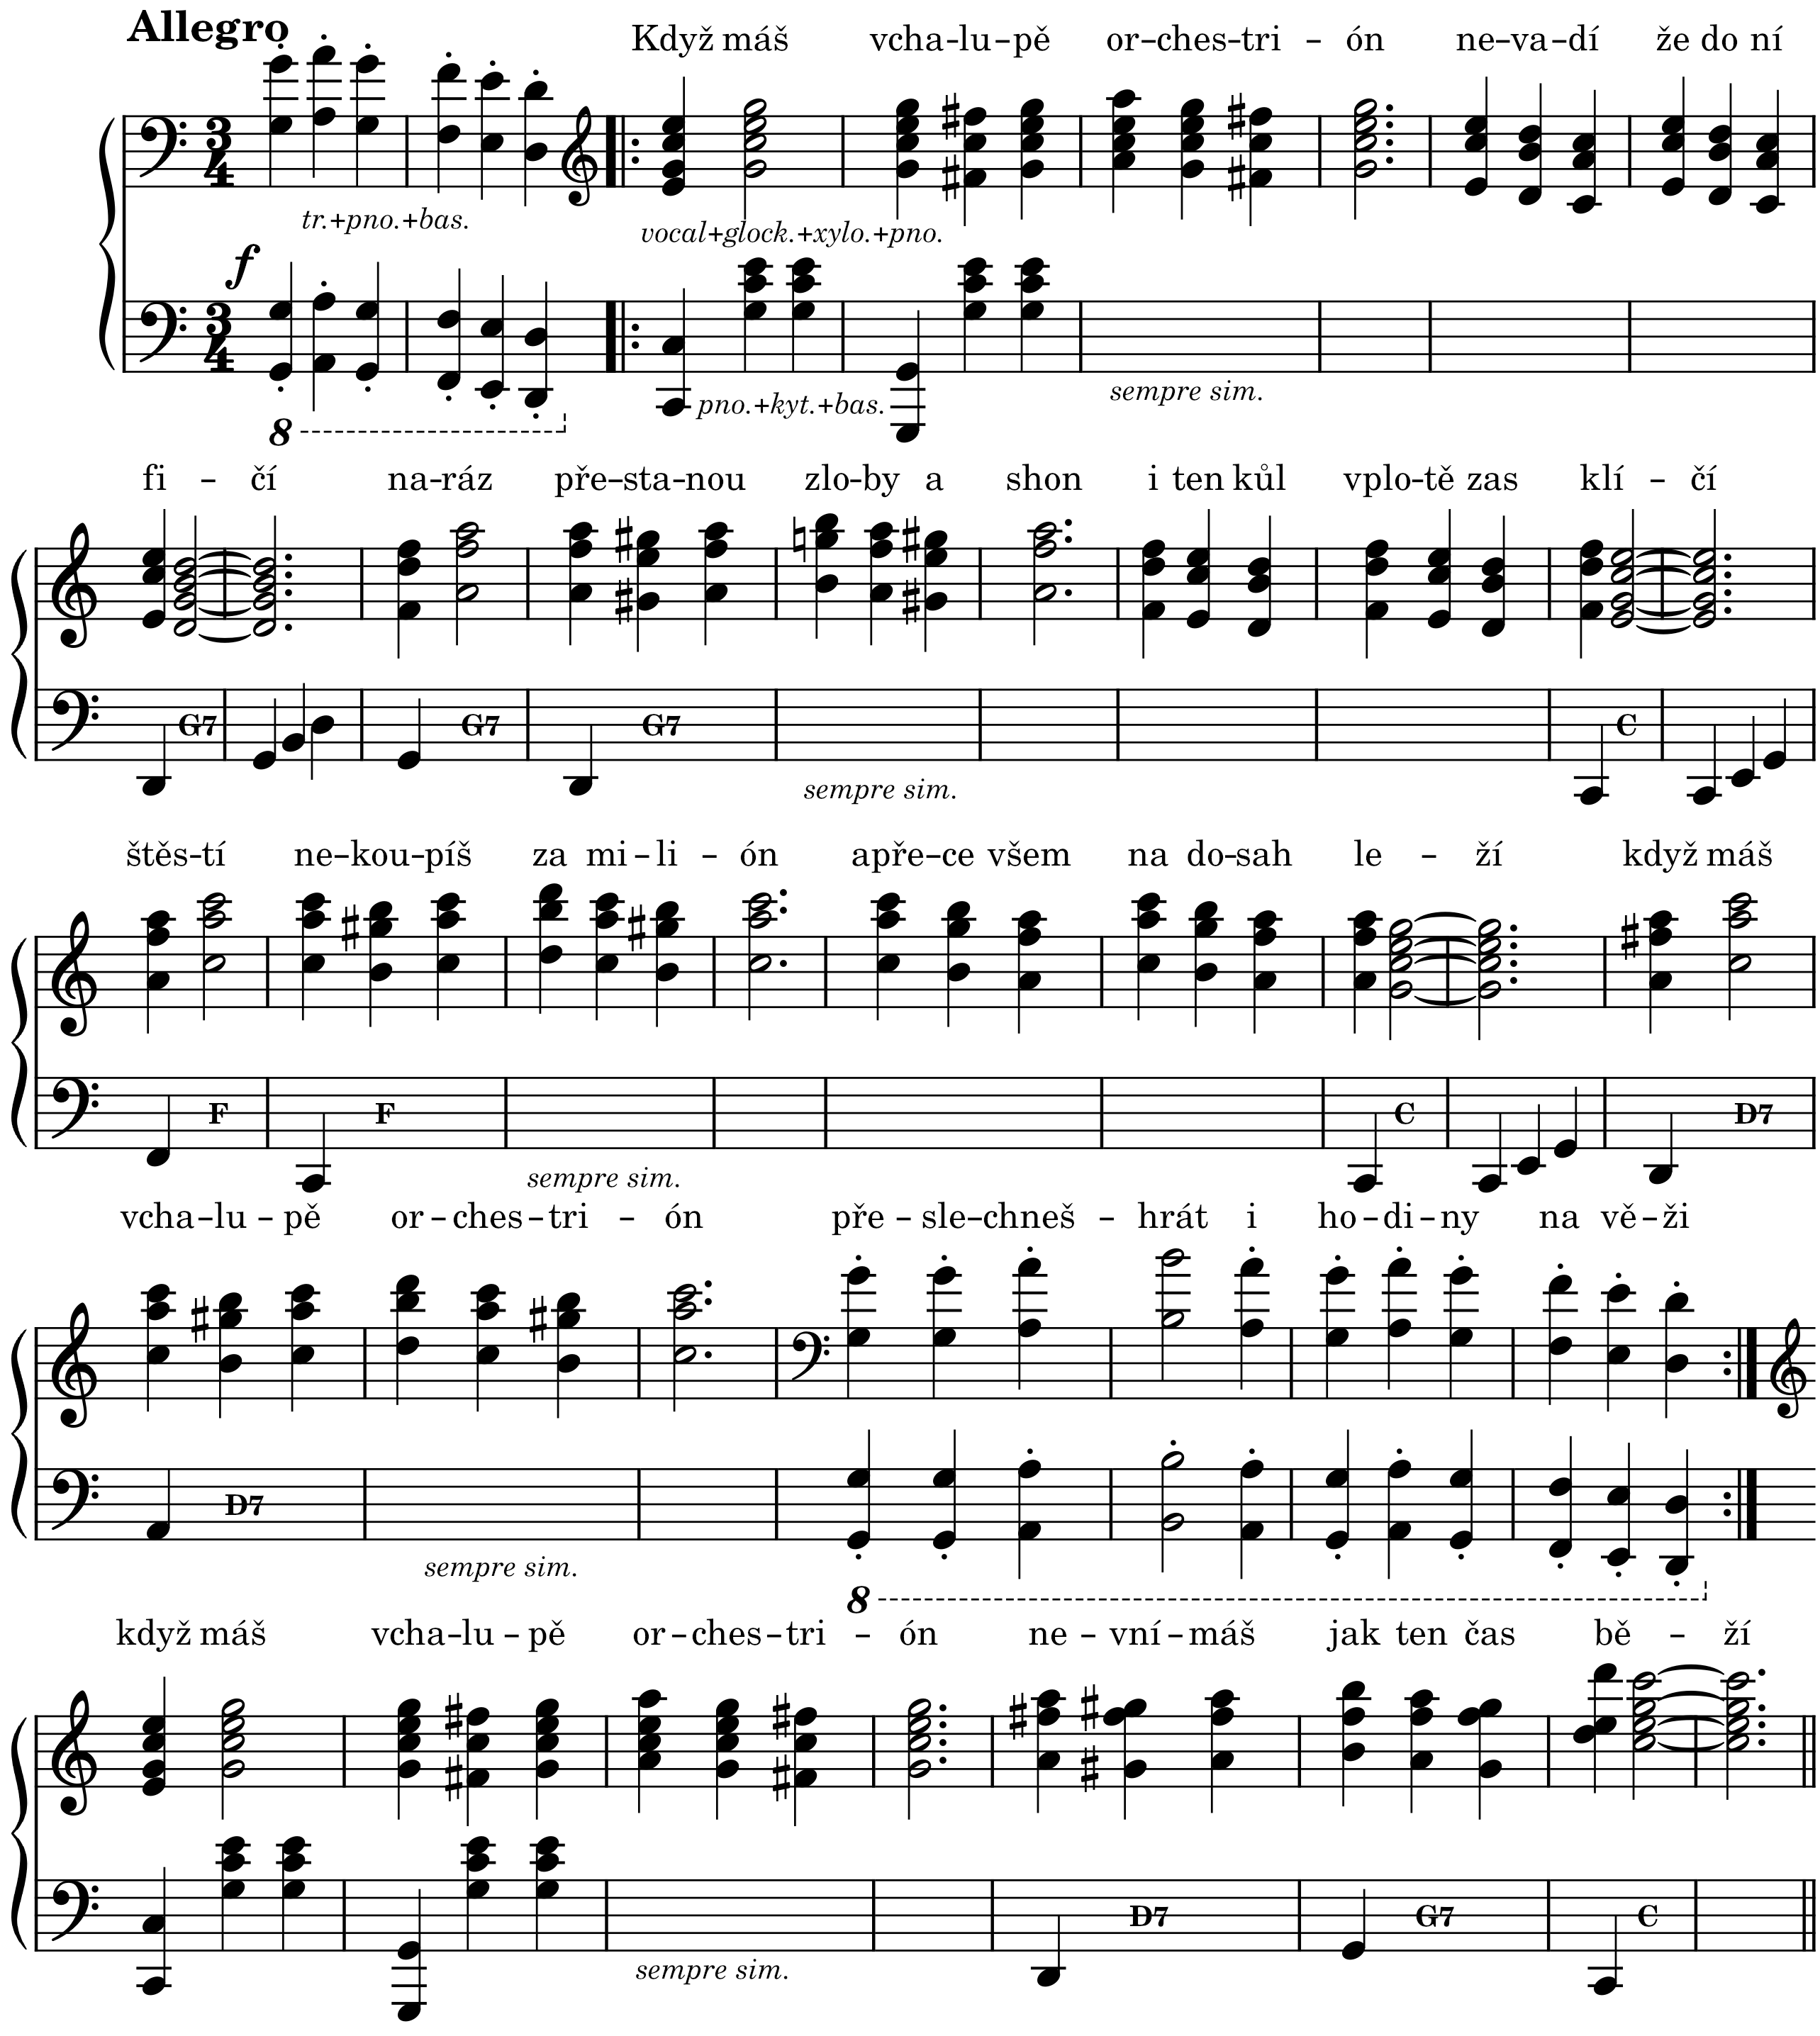 Allegro
Když máš vcha–lu–pě or–ches–tri – ón ne–va–dí že do ní
3 4
tr.+pno.+bas.
vocal+glock.+xylo.+pno.
f
3 4
pno.+kyt.+bas.
sempre sim.
8
fi – čí na–ráz pře–sta–nou zlo–by a shon i ten kůl vplo–tě zas klí – čí
G7 G7 G7 C
sempre sim.
štěs–tí ne–kou–píš za mi–li – ón apře–ce všem na do–sah le – ží když máš
F F C D7
sempre sim.
vcha–lu – pě or–ches–tri – ón pře – sle–chneš – hrát i ho–di–ny na vě–ži
D7
sempre sim.
8
když máš vcha–lu – pě or–ches–tri – ón ne – vní–máš jak ten čas bě – ží
D7 G7 C
sempre sim.